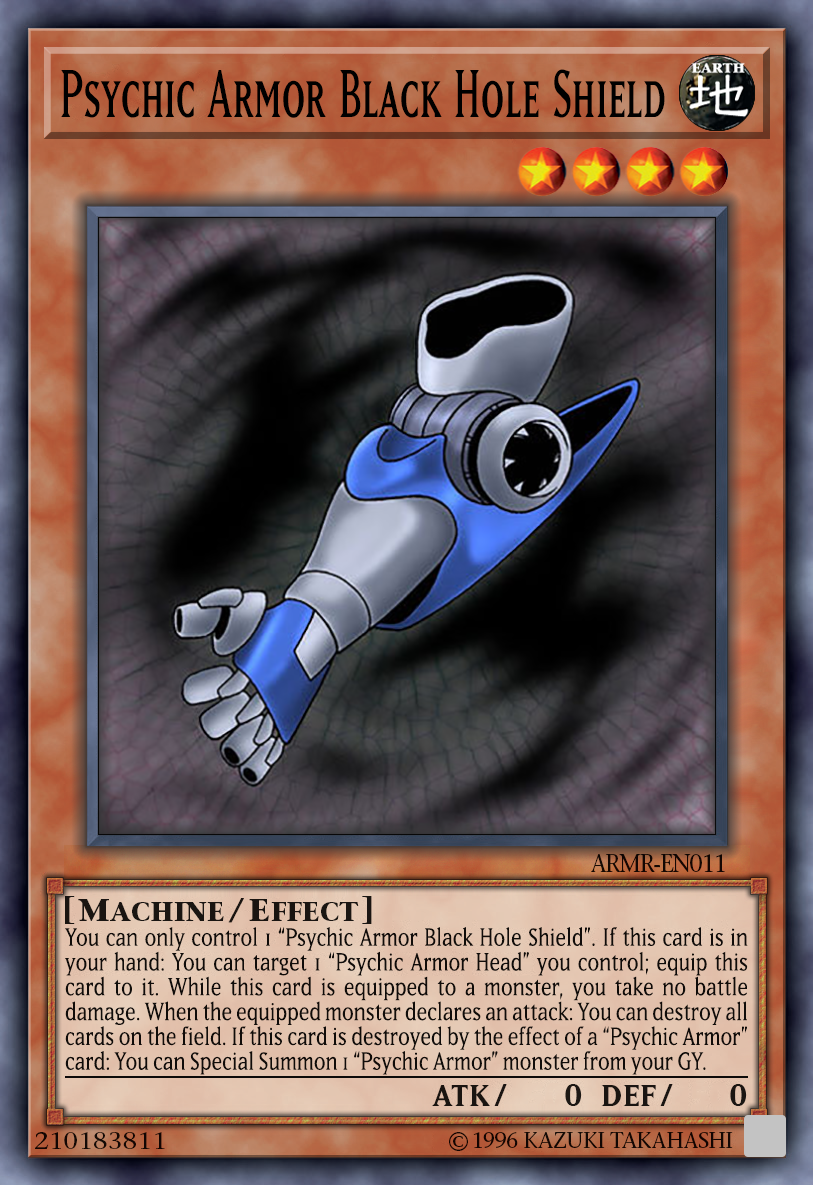 Psychic Armor Black Hole Shield
EARTH
地
ARMR-EN011
[Machine/Effect]
You can only control 1 “Psychic Armor Black Hole Shield”. If this card is in
your hand: You can target 1 “Psychic Armor Head” you control; equip this
card to it. While this card is equipped to a monster, you take no battle
damage. When the equipped monster declares an attack: You can destroy all
cards on the field. If this card is destroyed by the effect of a “Psychic Armor”
card: You can Special Summon 1 “Psychic Armor” monster from your GY.
ATK/ 0 DEF/ 0
210183811 © 1996 KAZUKI TAKAHASHI